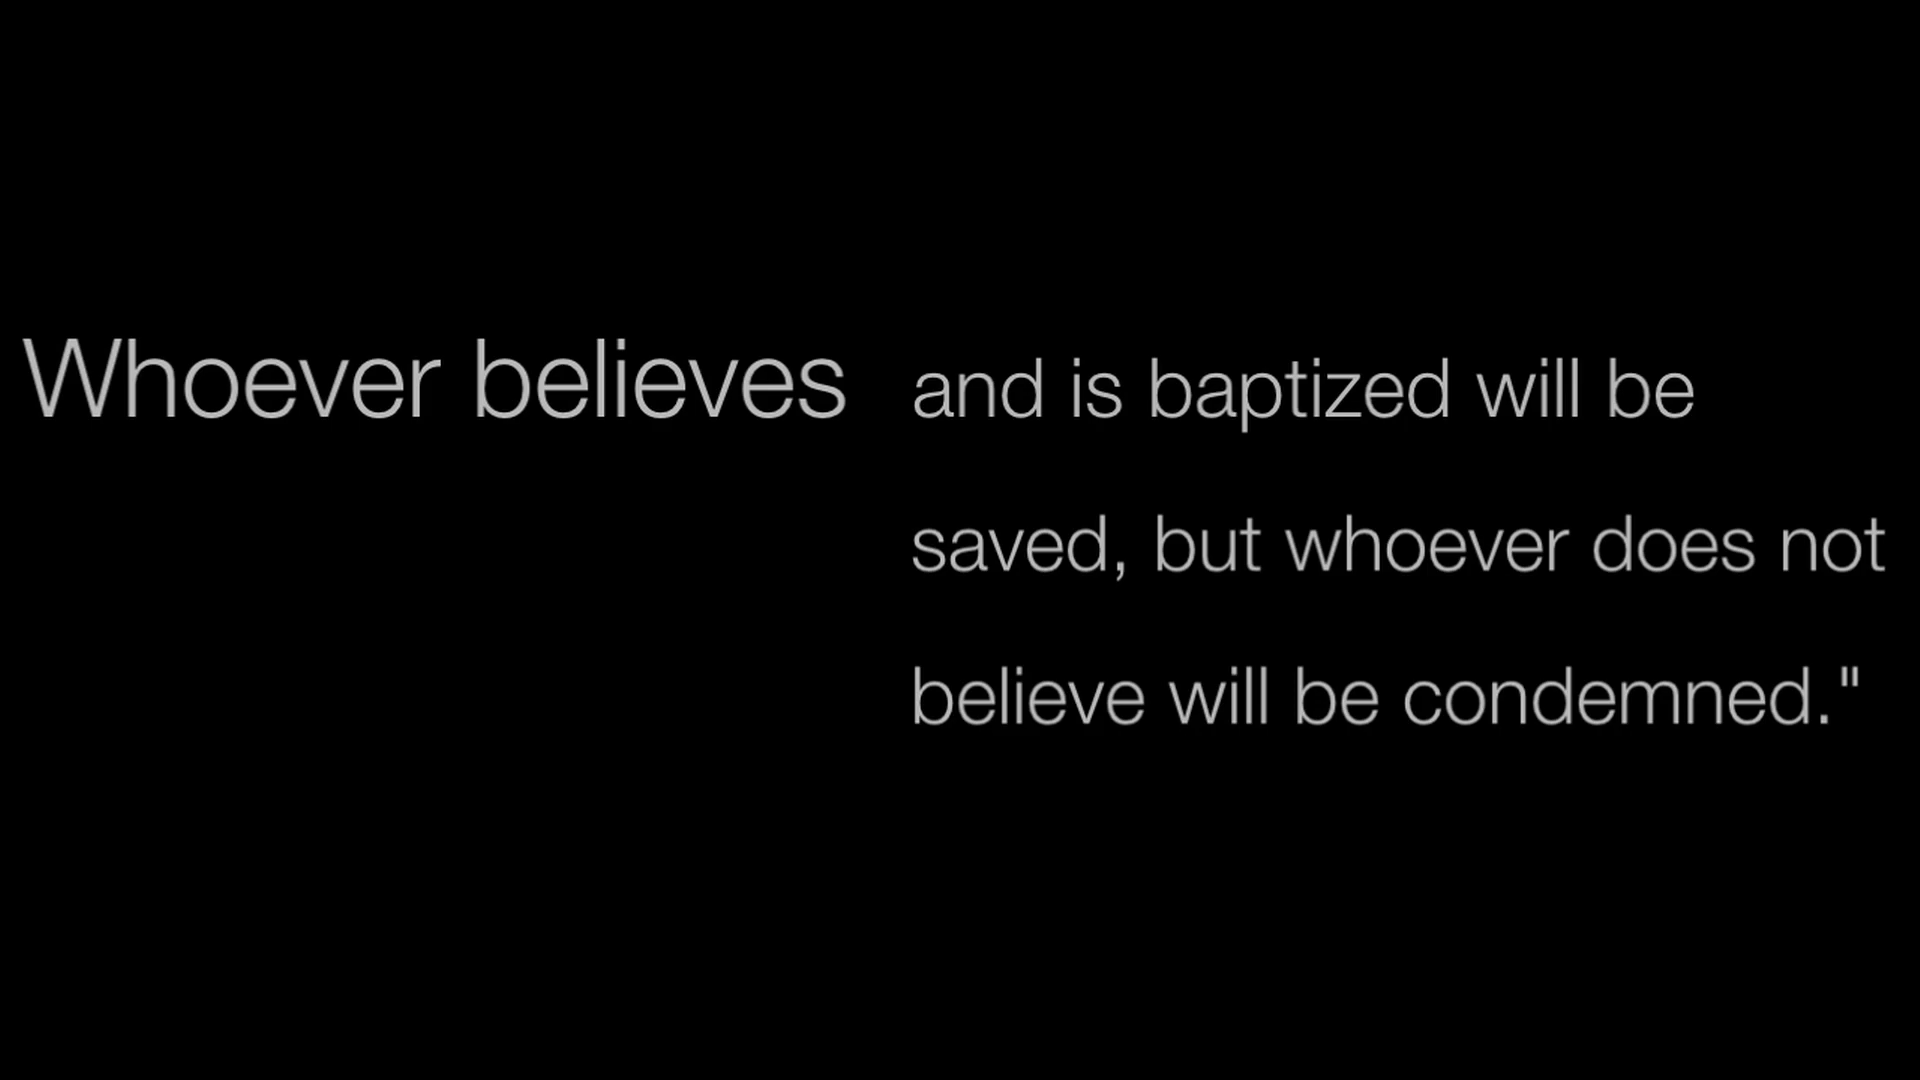 Whoever believes and is baptized will be
saved, but whoever does not
believe will be condemned."